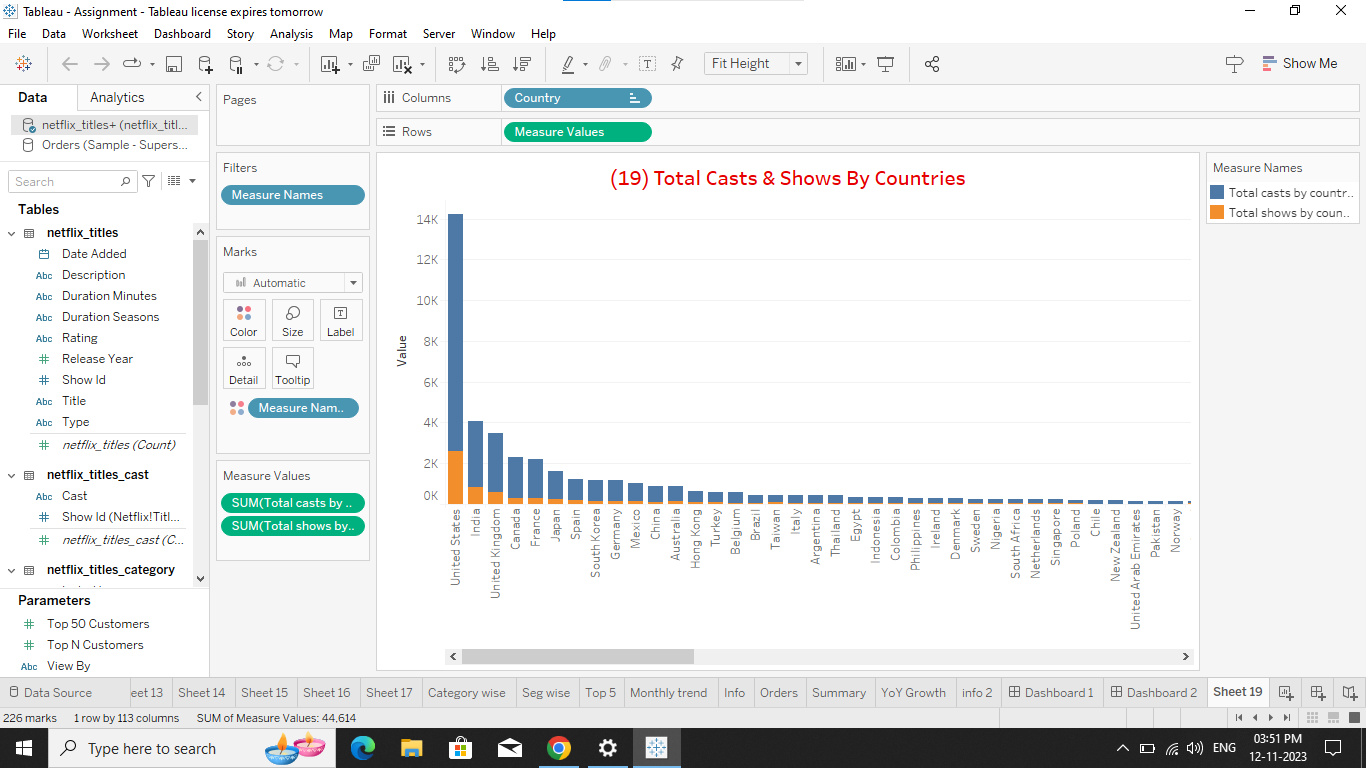 Tableau - Assignment - Tableau license expires tomorrow
File Data Worksheet Dashboard Story Analysis Map Format Server Window Help
Fit Height
Show Me
Data Analytics
netflix_titles+ (netflix_titl...
Orders (Sample - Supers...
Search
Tables
netflix_titles
Date Added
Abc Description
Abc Duration Minutes
Abc Duration Seasons
Abc Rating
Release Year
Show Id
Abc Title
Abc Type
netflix_titles (Count)
netflix_titles_cast
Abc Cast
Show Id (Netflix!Titl...
netflix_titles_cast (C...
netflix_titles_category
Parameters
Top 50 Customers
Top N Customers
Abc View By
Pages
Filters
Measure Names
Marks
Automatic
Color Size Label
Detail Tooltip
Measure Nam..
Measure Values
SUM(Total casts by ..
SUM(Total shows by..
Columns Country
Rows Measure Values
(19) Total Casts & Shows By Countries
Value
14K
12K
10K
8K
6K
4K
2K
0K
United States
India
United Kingdom
Canada
France
Japan
Spain
South Korea
Germany
Mexico
China
Australia
Hong Kong
Turkey
Belgium
Brazil
Taiwan
Italy
Argentina
Thailand
Egypt
Indonesia
Colombia
Philippines
Ireland
Denmark
Sweden
Nigeria
South Africa
Netherlands
Singapore
Poland
Chile
New Zealand
United Arab Emirates
Pakistan
Norway
Measure Names
Total casts by countr..
Total shows by coun..
Data Source eet 13 Sheet 14 Sheet 15 Sheet 16 Sheet 17 Category wise Seg wise Top 5 Monthly trend Info Orders Summary YoY Growth info 2 Dashboard 1 Dashboard 2 Sheet 19
226 marks 1 row by 113 columns SUM of Measure Values: 44,614
Type here to search
ENG
03:51 PM
12-11-2023